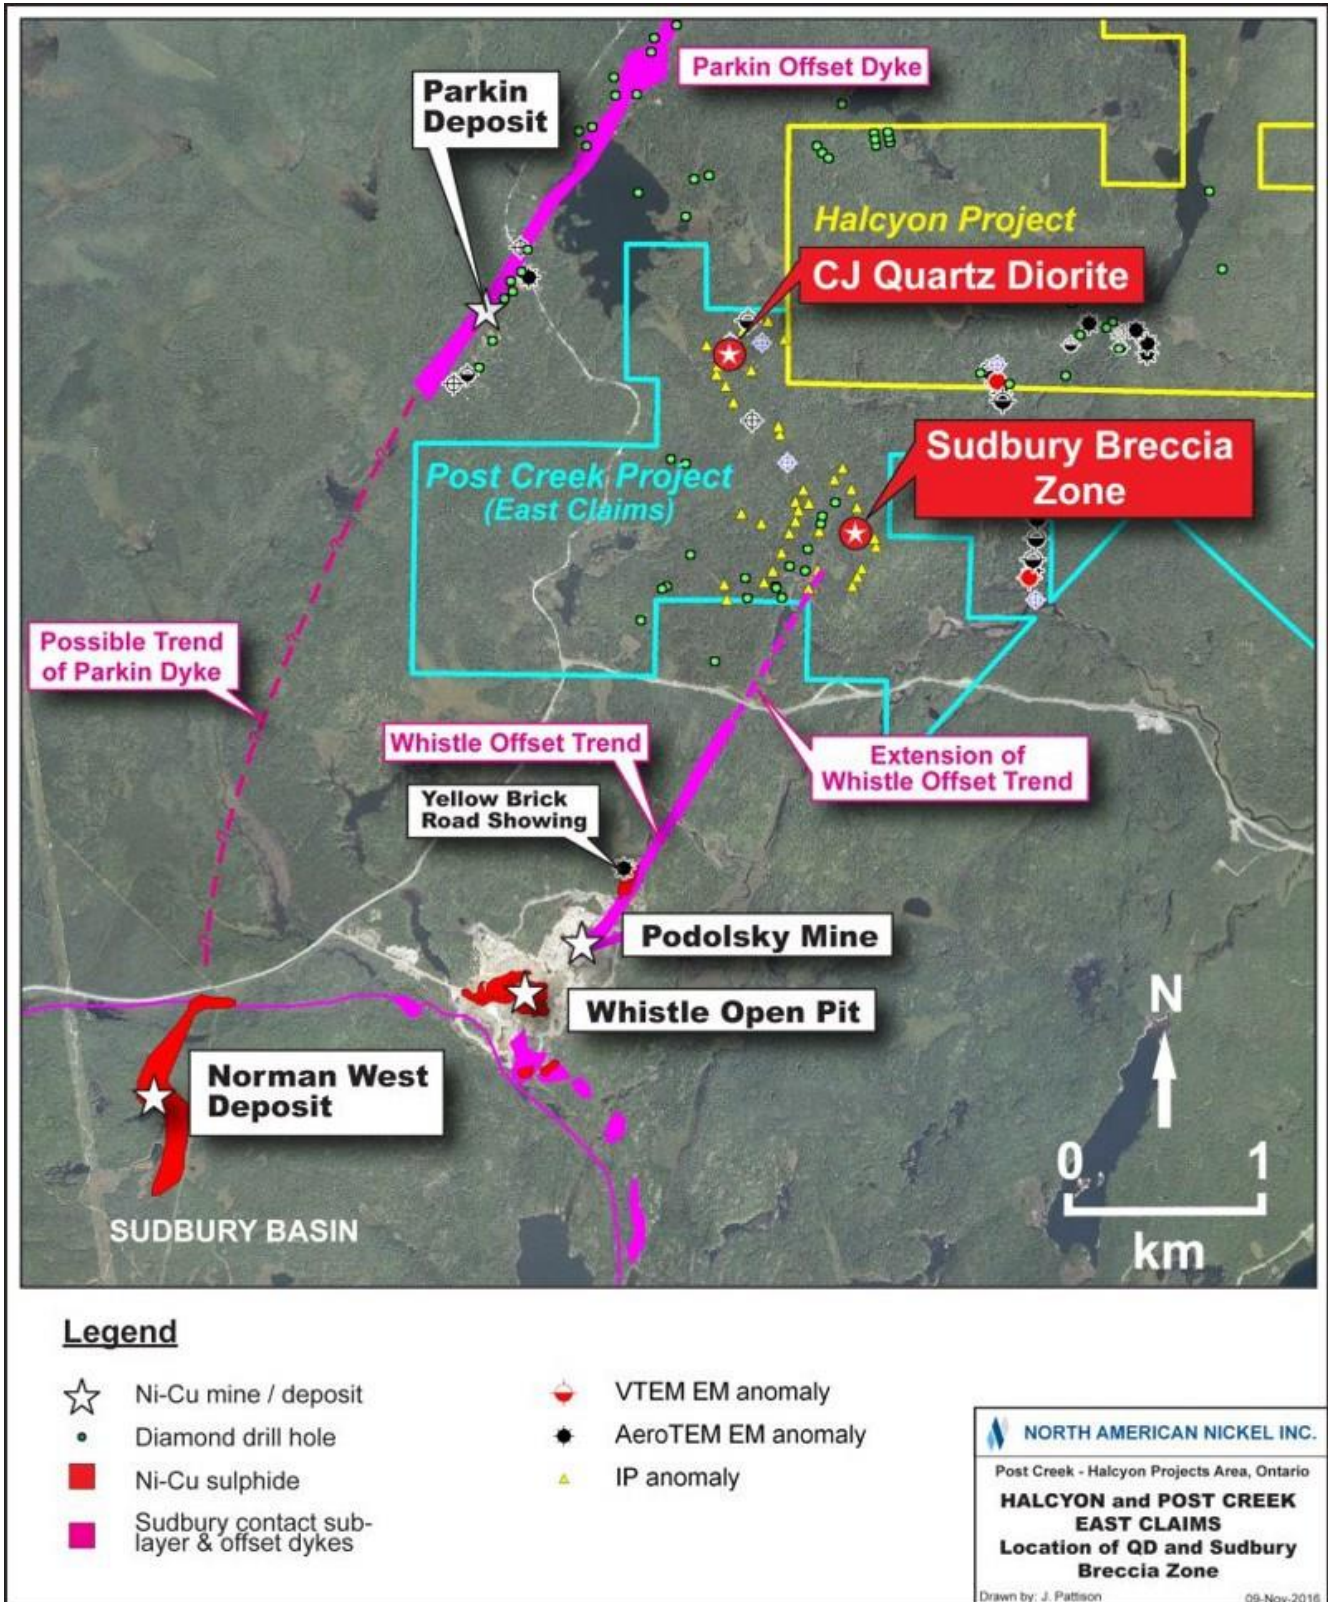 Parkin Offset Dyke
Parkin
Deposit
Halcyon Project
CJ Quartz Diorite
Sudbury Breccia
Zone
Post Creek Project
(East Claims)
Possible Trend
of Parkin Dyke
Whistle Offset Trend
Extension of
Whistle Offset Trend
Yellow Brick
Road Showing
Podolsky Mine
Whistle Open Pit
Norman West
Deposit
SUDBURY BASIN
N
0 1
km
Legend
Ni-Cu mine / deposit
Diamond drill hole
Ni-Cu sulphide
Sudbury contact sub-
layer & offset dykes
VTEM EM anomaly
AeroTEM EM anomaly
IP anomaly
NORTH AMERICAN NICKEL INC.
Post Creek - Halcyon Projects Area, Ontario
HALCYON and POST CREEK
EAST CLAIMS
Location of QD and Sudbury
Breccia Zone
Drawn by: J. Pattison 09-Nov-2016